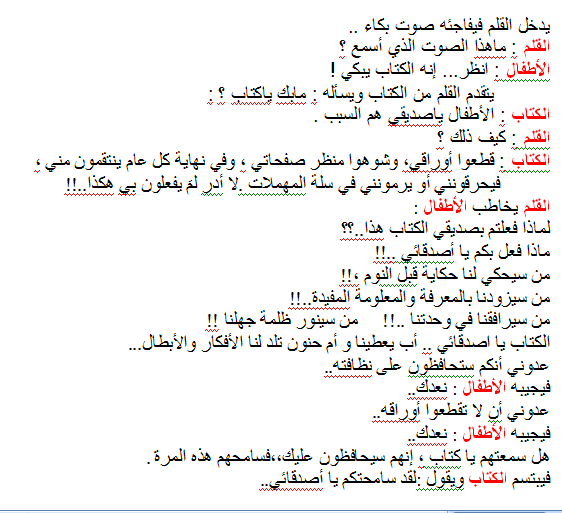 يدخل القلم فيفاجئه صوت بكاء ..
القلم : ماهذا الصوت الذي أسمع ؟
الأطفال : انظر... إنه الكتاب يبكي !
يتقدم القلم من الكتاب ويسأله : مابك ياكتاب ؟ :
الكتاب : الأطفال ياصديقي هم السبب .
القلم : كيف ذلك ؟
الكتاب : قطعوا أوراقي، وشوهوا منظر صفحاتي ، وفي نهاية كل عام ينتقمون مني ،
فيحرقونني أو يرمونني في سلة المهملات .لا أدر لمَ يفعلون بي هكذا..!!
القلم يخاطب الأطفال :
لماذا فعلتم بصديقي الكتاب هذا..؟؟
ماذا فعل بكم يا أصدقائي ..!!
من سيحكي لنا حكاية قبل النوم ،!!
من سيزودنا بالمعرفة والمعلومة المفيدة..!!
من سيرافقنا في وحدتنا ..!! من سينور ظلمة جهلنا !!
الكتاب يا اصدقائي .. أب يعطينا و أم حنون تلد لنا الأفكار والأبطال...
عدوني أنكم ستحافظون على نظافته..
فيجيبه الأطفال : نعدك..
عدوني أن لا تقطعوا أوراقه..
فيجيبه الأطفال : نعدك..
هل سمعتهم يا كتاب ، إنهم سيحافظون عليك،،فسامحهم هذه المرة .
فيبتسم الكتاب ويقول :لقد سامحتكم يا أصدقائي..